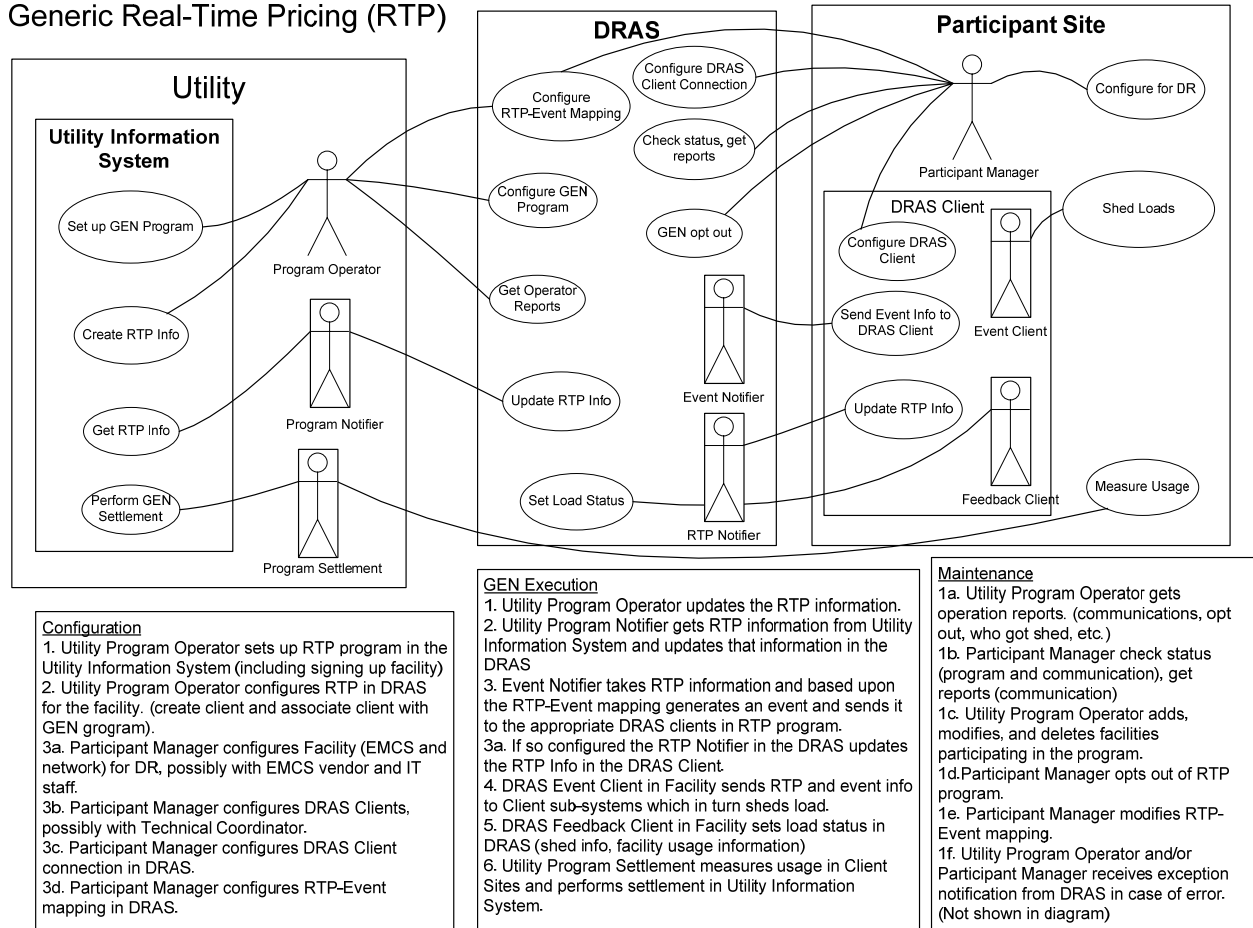 Generic Real-Time Pricing (RTP)
Utility
Utility Information
System
Set up GEN Program
Create RTP Info
Get RTP Info
Perform GEN
Settlement
Program Operator
Program Notifier
Program Settlement
DRAS
Configure
RTP-Event Mapping
Configure DRAS
Client Connection
Check status, get
reports
Configure GEN
Program
GEN opt out
Get Operator
Reports
Event Notifier
Update RTP Info
Set Load Status
RTP Notifier
Participant Site
Configure for DR
Participant Manager
DRAS Client
Shed Loads
Configure DRAS
Client
Send Event Info to
DRAS Client
Event Client
Update RTP Info
Feedback Client
Measure Usage
Configuration
1. Utility Program Operator sets up RTP program in the
Utility Information System (including signing up facility)
2. Utility Program Operator configures RTP in DRAS
for the facility. (create client and associate client with
GEN grogram).
3a. Participant Manager configures Facility (EMCS and
network) for DR, possibly with EMCS vendor and IT
staff.
3b. Participant Manager configures DRAS Clients,
possibly with Technical Coordinator.
3c. Participant Manager configures DRAS Client
connection in DRAS.
3d. Participant Manager configures RTP-Event
mapping in DRAS.
GEN Execution
1. Utility Program Operator updates the RTP information.
2. Utility Program Notifier gets RTP information from Utility
Information System and updates that information in the
DRAS
3. Event Notifier takes RTP information and based upon
the RTP-Event mapping generates an event and sends it
to the appropriate DRAS clients in RTP program.
3a. If so configured the RTP Notifier in the DRAS updates
the RTP Info in the DRAS Client.
4. DRAS Event Client in Facility sends RTP and event info
to Client sub-systems which in turn sheds load.
5. DRAS Feedback Client in Facility sets load status in
DRAS (shed info, facility usage information)
6. Utility Program Settlement measures usage in Client
Sites and performs settlement in Utility Information
System.
Maintenance
1a. Utility Program Operator gets
operation reports. (communications, opt
out, who got shed, etc.)
1b. Participant Manager check status
(program and communication), get
reports (communication)
1c. Utility Program Operator adds,
modifies, and deletes facilities
participating in the program.
1d.Participant Manager opts out of RTP
program.
1e. Participant Manager modifies RTP-
Event mapping.
1f. Utility Program Operator and/or
Participant Manager receives exception
notification from DRAS in case of error.
(Not shown in diagram)